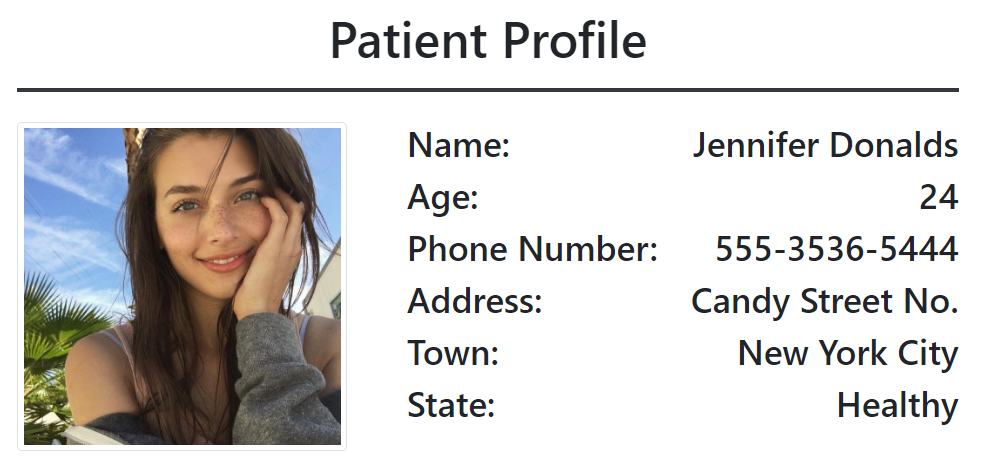 Patient Profile
Name: Jennifer Donalds
Age: 24
Phone Number: 555-3536-5444
Address: Candy Street No.
Town: New York City
State: Healthy